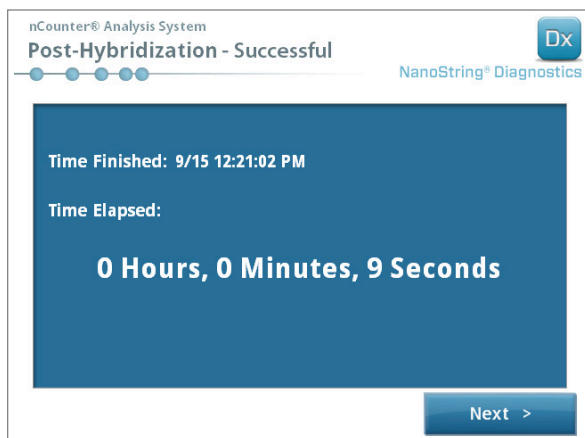 nCounter® Analysis System
Post-Hybridization - Successful
Dx
NanoString® Diagnostics
Time Finished: 9/15 12:21:02 PM
Time Elapsed:
0 Hours, 0 Minutes, 9 Seconds
Next >